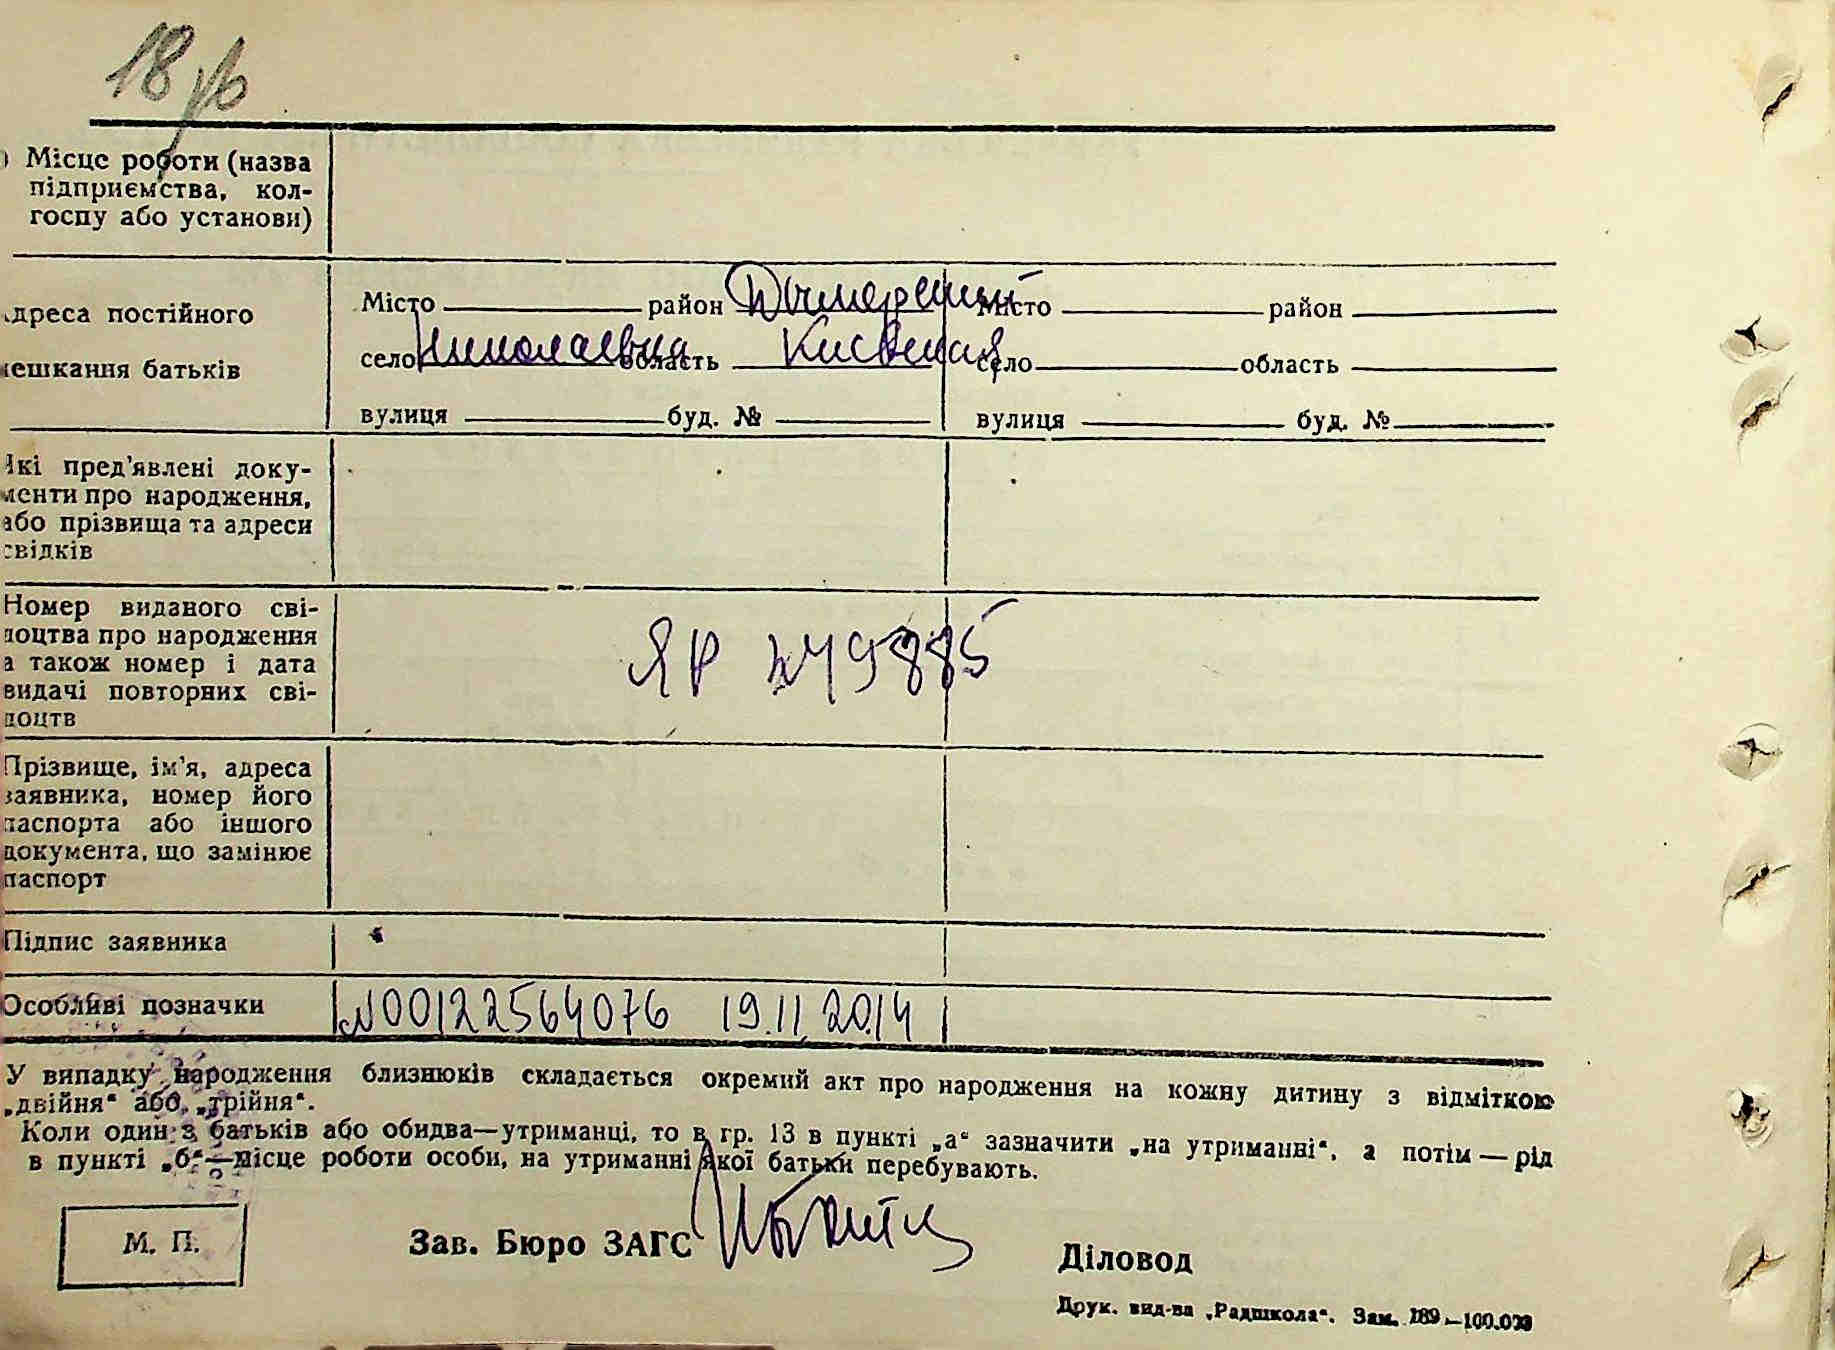 18
) Місце роботи (назва
підприємства, кол-
госпу або установи)
дреса постійного
ешкання батьків
Місто район Дымерский
село Николаевка область Киевская
вулиця буд. №
Місто район
село область
вулиця буд. №
Які пред'явлені доку-
менти про народження,
або прізвища та адреси
свідків
Номер виданого сві-
доцтва про народження
а також номер і дата
видачі повторних сві-
доцтв
ЯР 249885
Прізвище, ім'я, адреса
заявника, номер його
паспорта або іншого
документа, що замінює
паспорт
Підпис заявника
Особливі позначки
№00122564076 19.11.2014
У випадку народження близнюків складається окремий акт про народження на кожну дитину з відміткою
„двійня“ або „трійня“.
Коли один з батьків або обидва—утриманці, то в гр. 13 в пункті „а“ зазначити „на утриманні“, а потім — рід
в пункті „б“—місце роботи особи, на утриманні якої батьки перебувають.
М. П.
Зав. Бюро ЗАГС
Діловод
Друк. вид-ва „Радшкола“. Зам. 189—100.000